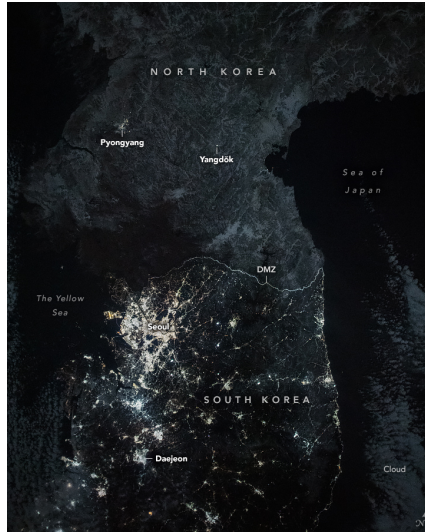 NORTH KOREA
Pyongyang
Yangdŏk
Sea of
Japan
DMZ
The Yellow
Sea
Seoul
SOUTH KOREA
Daejeon
Cloud